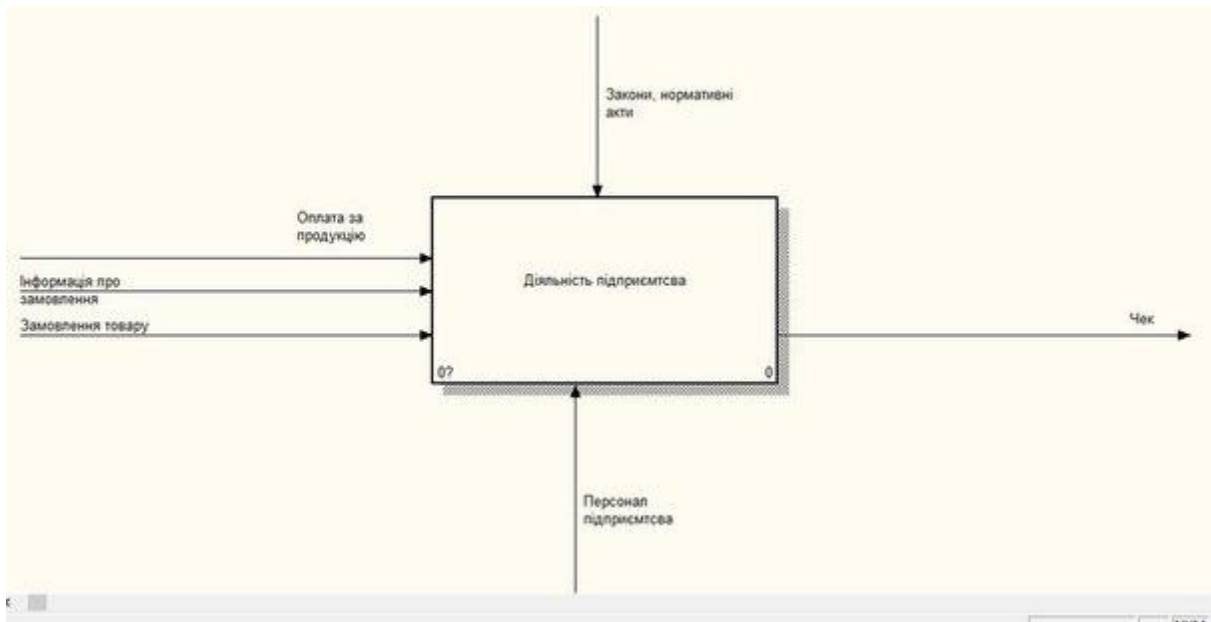 Закони, нормативні
акти
Оплата за
продукцію
Інформація про
замовлення
Замовлення товару
Діяльність підприємтсва
0?
0
Чек
Персонал
підприємтсва